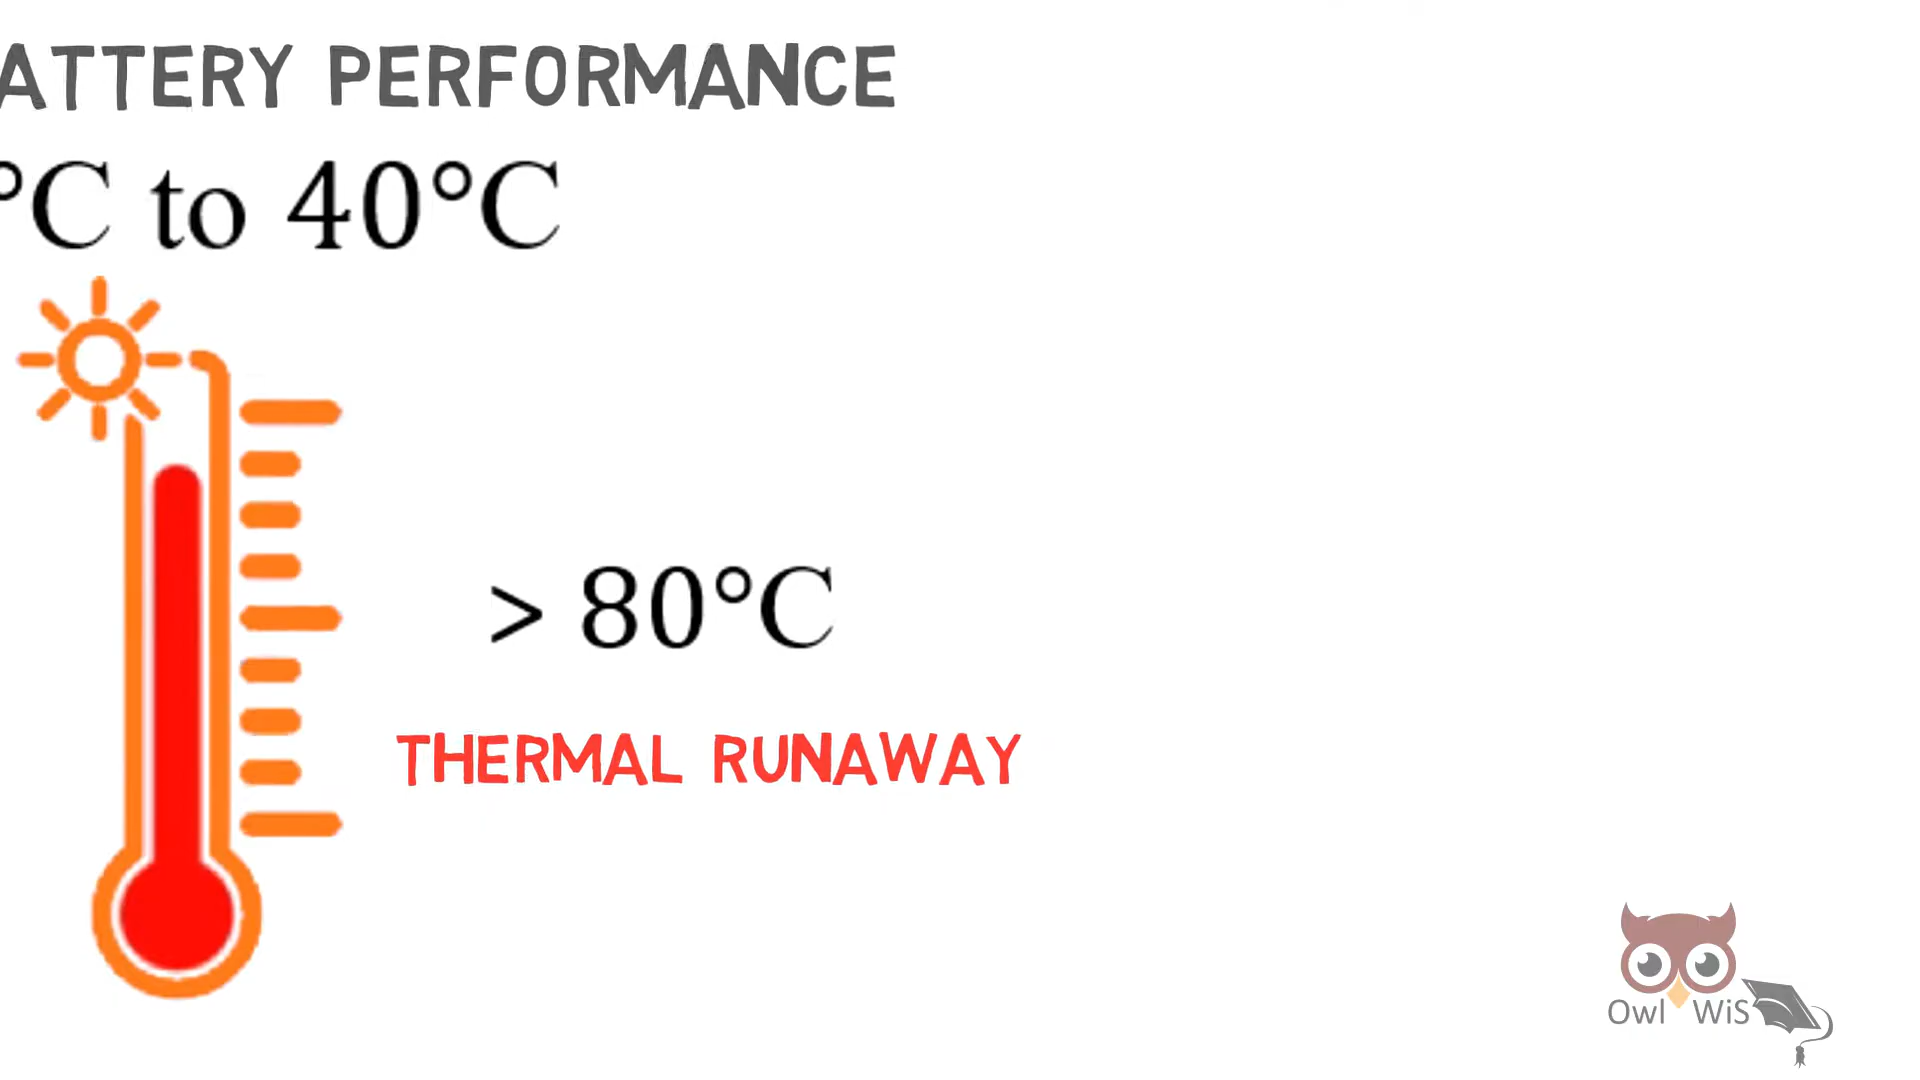 ATTERY PERFORMANCE
°C to 40°C
> 80°C
THERMAL RUNAWAY
Owl WiS